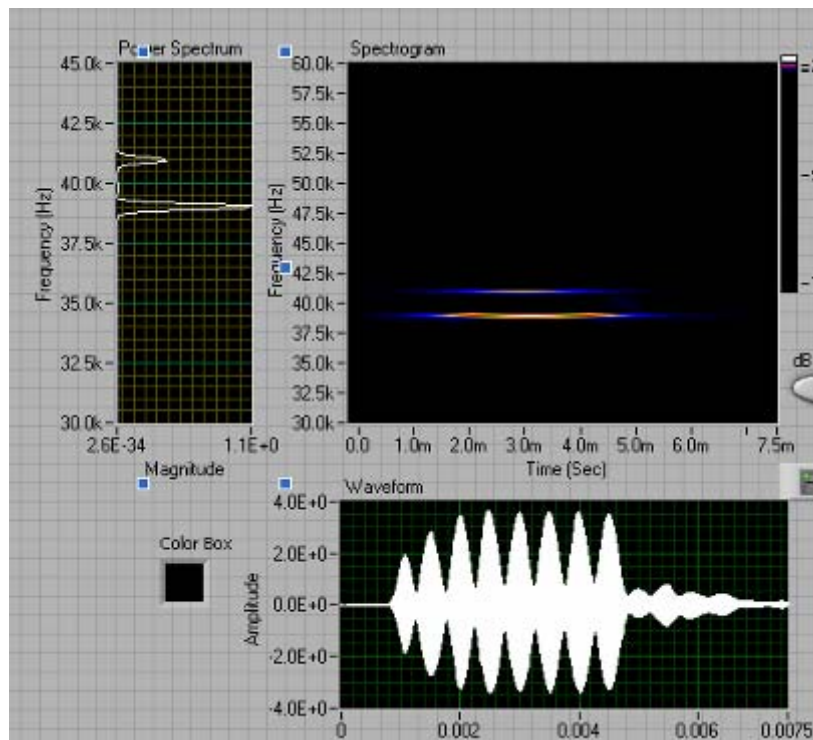 Power Spectrum
45.0k
42.5k
40.0k
37.5k
35.0k
32.5k
30.0k
Frequency (Hz)
2.6E-34 1.1E+0
Magnitude
Spectrogram
60.0k
57.5k
55.0k
52.5k
50.0k
47.5k
45.0k
42.5k
40.0k
37.5k
35.0k
32.5k
30.0k
Frequency (Hz)
0.0 1.0m 2.0m 3.0m 4.0m 5.0m 6.0m 7.5m
Time (Sec)
dB
Color Box
Waveform
4.0E+0
2.0E+0
0.0E+0
-2.0E+0
-4.0E+0
Amplitude
0 0.002 0.004 0.006 0.0075